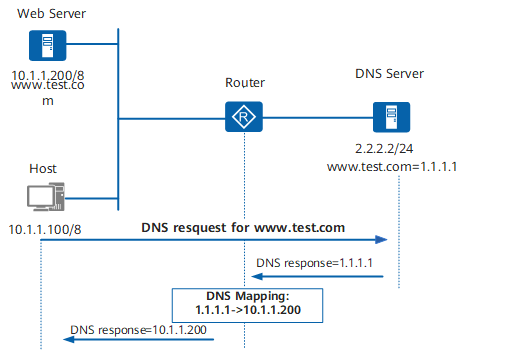 Web Server
10.1.1.200/8
www.test.co
m
Host
10.1.1.100/8
Router
R
DNS Server
2.2.2.2/24
www.test.com=1.1.1.1
DNS resquest for www.test.com
DNS response=1.1.1.1
DNS Mapping:
1.1.1.1->10.1.1.200
DNS response=10.1.1.200